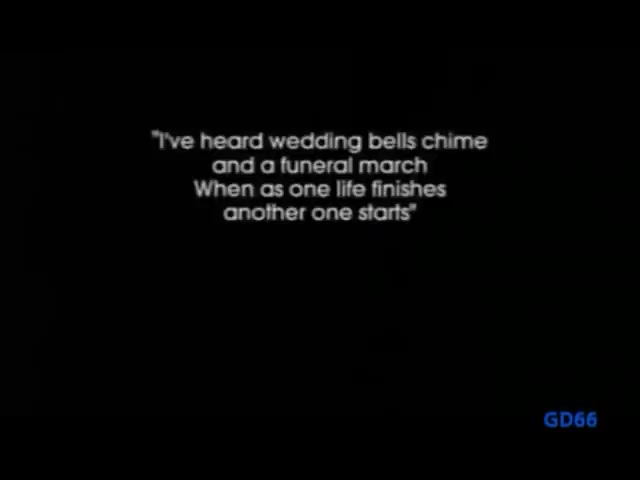 "I've heard wedding bells chime
and a funeral march
When as one life finishes
another one starts"
GD66